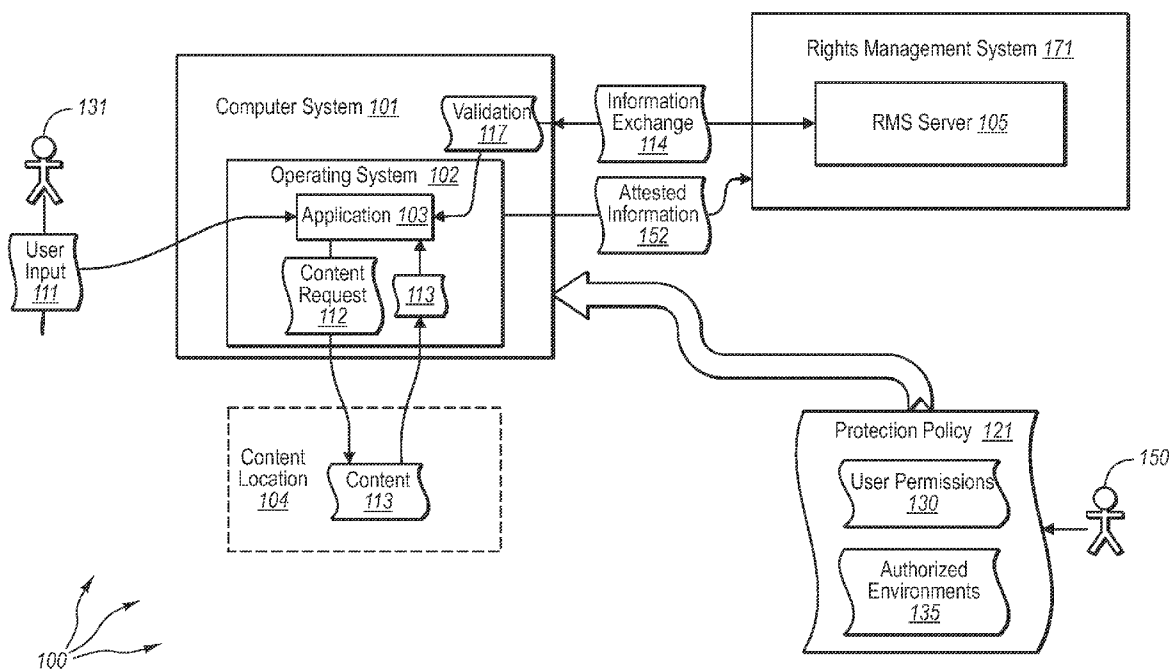 131
User
Input
111
Computer System 101
Validation
117
Operating System 102
Application 103
Content
Request
112
113
Information
Exchange
114
Attested
Information
152
Rights Management System 171
RMS Server 105
Content
Location
104
Content
113
Protection Policy 121
User Permissions
130
Authorized
Environments
135
150
100